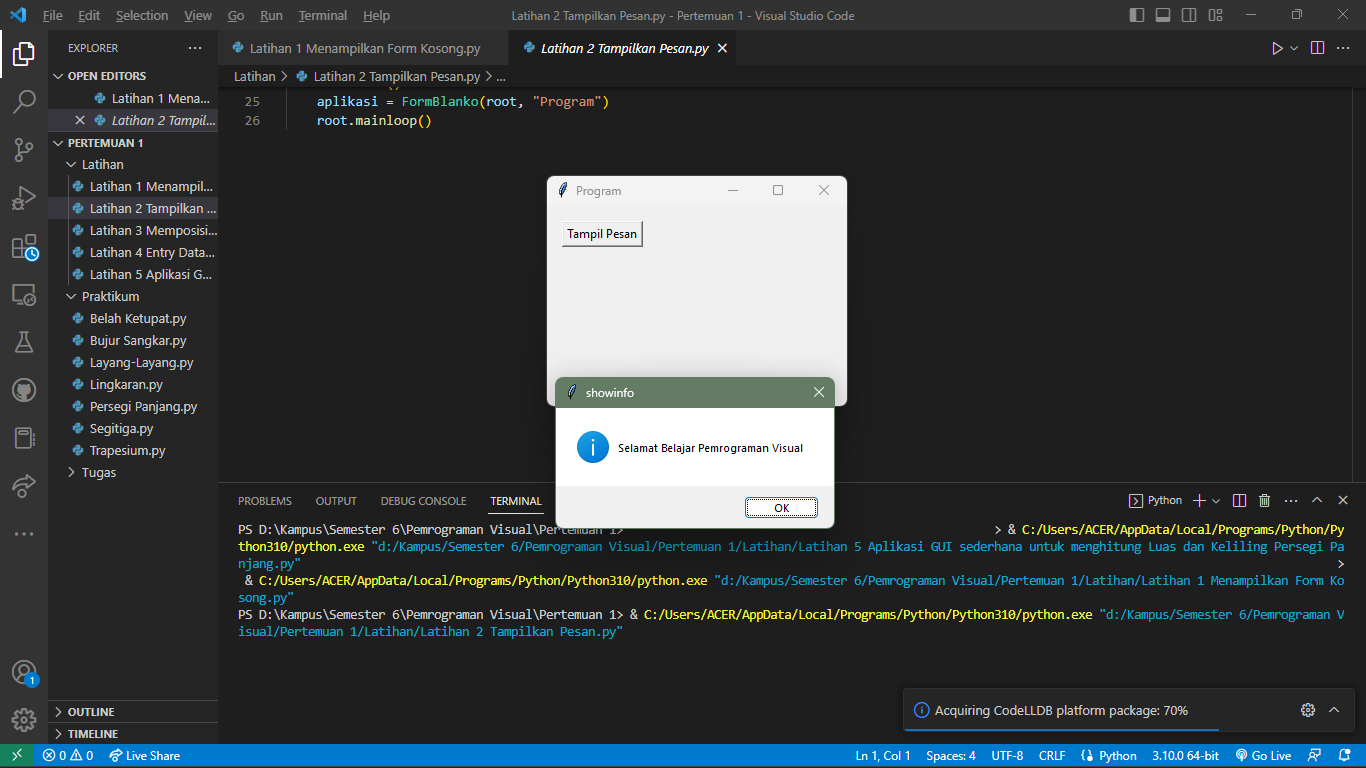 File Edit Selection View Go Run Terminal Help
Latihan 2 Tampilkan Pesan.py - Pertemuan 1 - Visual Studio Code
EXPLORER
OPEN EDITORS
Latihan 1 Mena...
Latihan 2 Tampil...
PERTEMUAN 1
Latihan
Latihan 1 Menampil...
Latihan 2 Tampilkan ...
Latihan 3 Memposisi...
Latihan 4 Entry Data...
Latihan 5 Aplikasi G...
Praktikum
Belah Ketupat.py
Bujur Sangkar.py
Layang-Layang.py
Lingkaran.py
Persegi Panjang.py
Segitiga.py
Trapesium.py
Tugas
OUTLINE
TIMELINE
Latihan 1 Menampilkan Form Kosong.py
Latihan 2 Tampilkan Pesan.py
Latihan > Latihan 2 Tampilkan Pesan.py > ...
25 aplikasi = FormBlanko(root, "Program")
26 root.mainloop()
Program
Tampil Pesan
showinfo
i
Selamat Belajar Pemrograman Visual
OK
PROBLEMS OUTPUT DEBUG CONSOLE TERMINAL
Python
PS D:\Kampus\Semester 6\Pemrograman Visual\Pertemuan 1> > & C:/Users/ACER/AppData/Local/Programs/Python/Py
thon310/python.exe "d:/Kampus/Semester 6/Pemrograman Visual/Pertemuan 1/Latihan/Latihan 5 Aplikasi GUI sederhana untuk menghitung Luas dan Keliling Persegi Pa
njang.py" >
& C:/Users/ACER/AppData/Local/Programs/Python/Python310/python.exe "d:/Kampus/Semester 6/Pemrograman Visual/Pertemuan 1/Latihan/Latihan 1 Menampilkan Form Ko
song.py"
PS D:\Kampus\Semester 6\Pemrograman Visual\Pertemuan 1> & C:/Users/ACER/AppData/Local/Programs/Python/Python310/python.exe "d:/Kampus/Semester 6/Pemrograman V
isual/Pertemuan 1/Latihan/Latihan 2 Tampilkan Pesan.py"
Acquiring CodeLLDB platform package: 70%
1
0 0 Live Share
Ln 1, Col 1 Spaces: 4 UTF-8 CRLF Python 3.10.0 64-bit Go Live